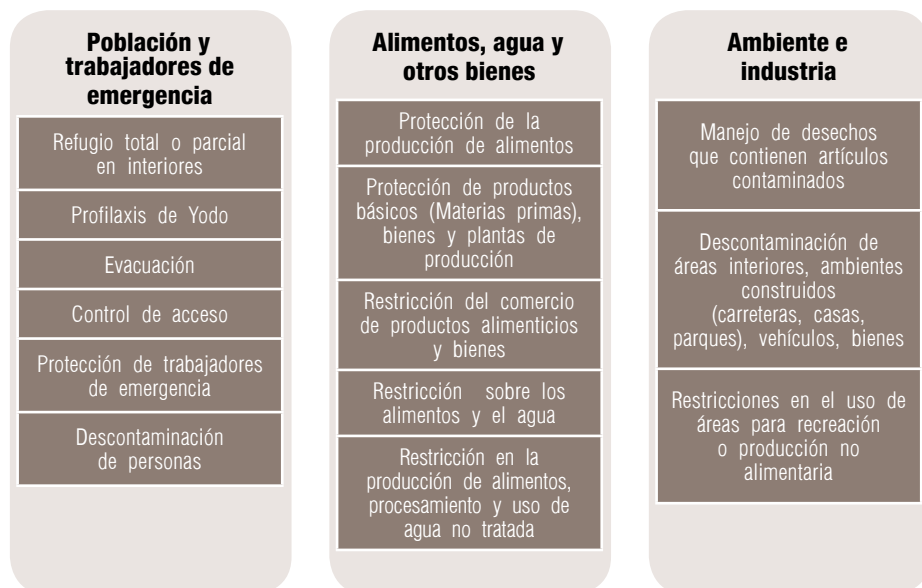 Población y
trabajadores de
emergencia
Refugio total o parcial
en interiores
Profilaxis de Yodo
Evacuación
Control de acceso
Protección de trabajadores
de emergencia
Descontaminación
de personas
Alimentos, agua y
otros bienes
Protección de la
producción de alimentos
Protección de productos
básicos (Materias primas),
bienes y plantas de
producción
Restricción del comercio
de productos alimenticios
y bienes
Restricción sobre los
alimentos y el agua
Restricción en la
producción de alimentos,
procesamiento y uso de
agua no tratada
Ambiente e
industria
Manejo de desechos
que contienen artículos
contaminados
Descontaminación de
áreas interiores, ambientes
construidos
(carreteras, casas,
parques), vehículos, bienes
Restricciones en el uso de
áreas para recreación
o producción no
alimentaria